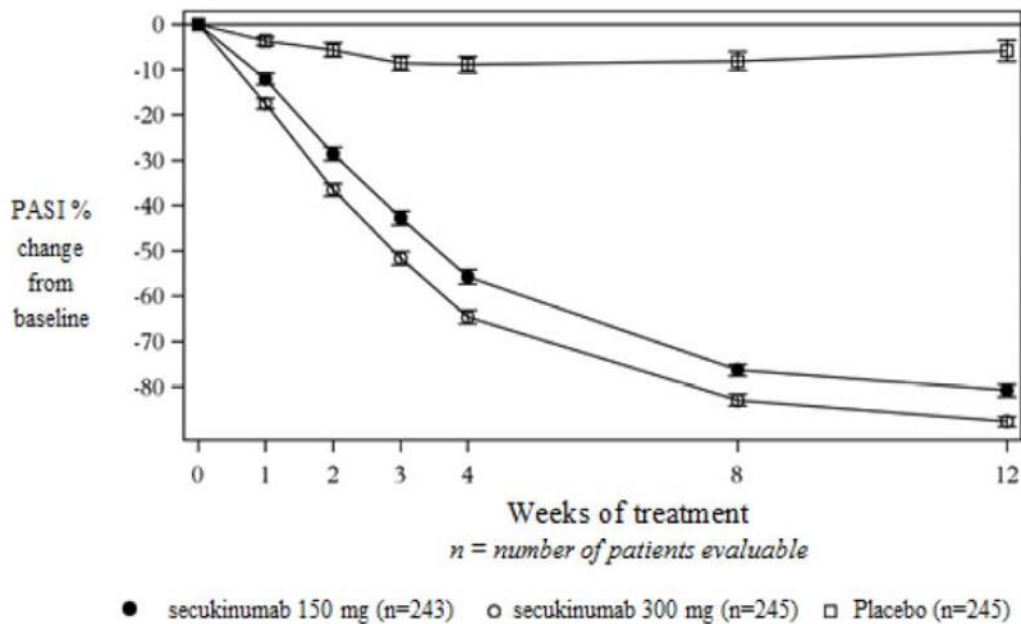 0
-10
-20
-30
-40
-50
-60
-70
-80
PASI %
change
from
baseline
0 1 2 3 4 8 12
Weeks of treatment
n = number of patients evaluable
secukinumab 150 mg (n=243) secukinumab 300 mg (n=245) Placebo (n=245)